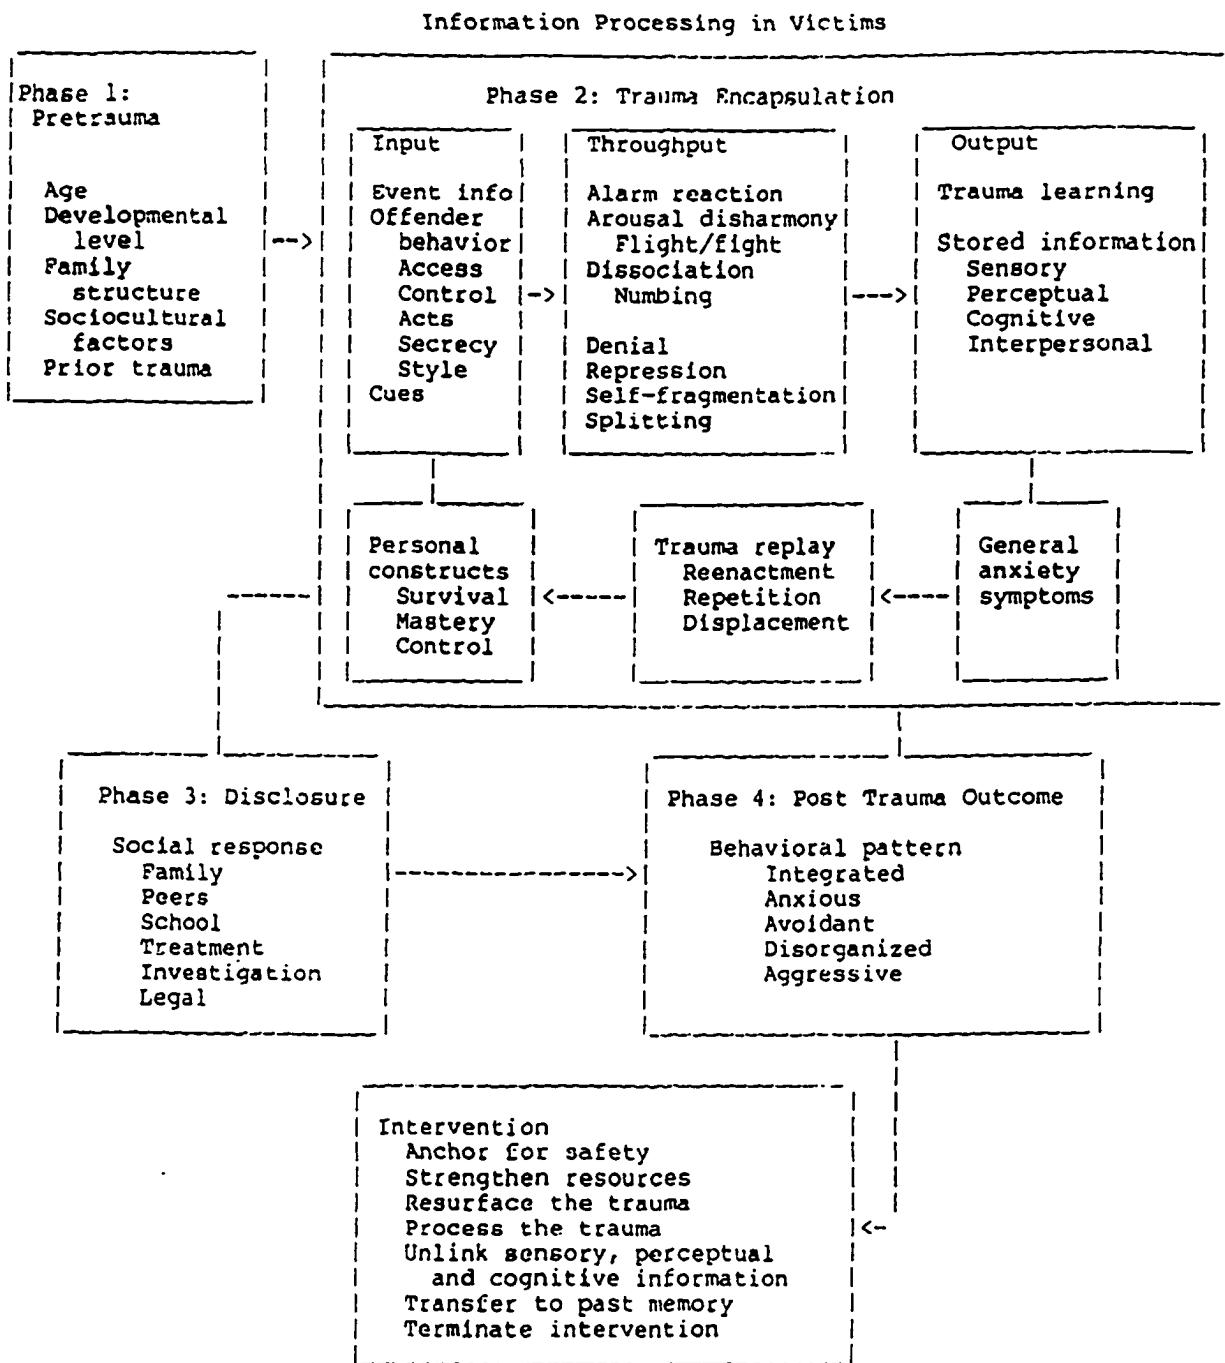 Information Processing in Victims
Phase 1:
Pretrauma
Age
Developmental
level
Family
structure
Sociocultural
factors
Prior trauma
Phase 2: Trauma Encapsulation
Input
Event info
Offender
behavior
Access
Control
Acts
Secrecy
Style
Cues
Throughput
Alarm reaction
Arousal disharmony
Flight/fight
Dissociation
Numbing
Denial
Repression
Self-fragmentation
Splitting
Output
Trauma learning
Stored information
Sensory
Perceptual
Cognitive
Interpersonal
General
anxiety
symptoms
Trauma replay
Reenactment
Repetition
Displacement
Personal
constructs
Survival
Mastery
Control
Phase 3: Disclosure
Social response
Family
Peers
School
Treatment
Investigation
Legal
Phase 4: Post Trauma Outcome
Behavioral pattern
Integrated
Anxious
Avoidant
Disorganized
Aggressive
Intervention
Anchor for safety
Strengthen resources
Resurface the trauma
Process the trauma
Unlink sensory, perceptual
and cognitive information
Transfer to past memory
Terminate intervention